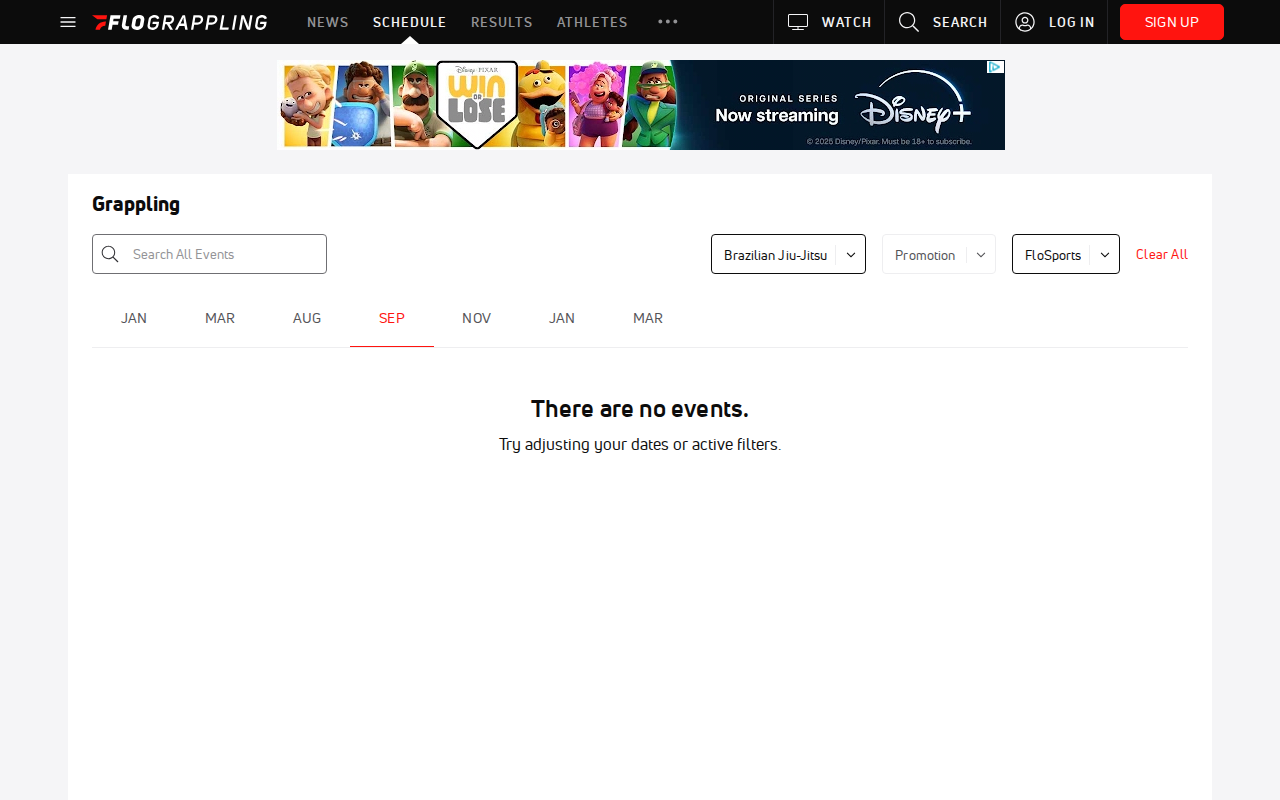 FLOGRAPPLING
NEWS
SCHEDULE
RESULTS
ATHLETES
WATCH
SEARCH
LOG IN
SIGN UP
Disney PIXAR
WIN
OR
LOSE
ORIGINAL SERIES
Now streaming
Disney+
© 2025 Disney/Pixar. Must be 18+ to subscribe.
Grappling
Search All Events
Brazilian Jiu-Jitsu
Promotion
FloSports
Clear All
JAN
MAR
AUG
SEP
NOV
JAN
MAR
There are no events.
Try adjusting your dates or active filters.